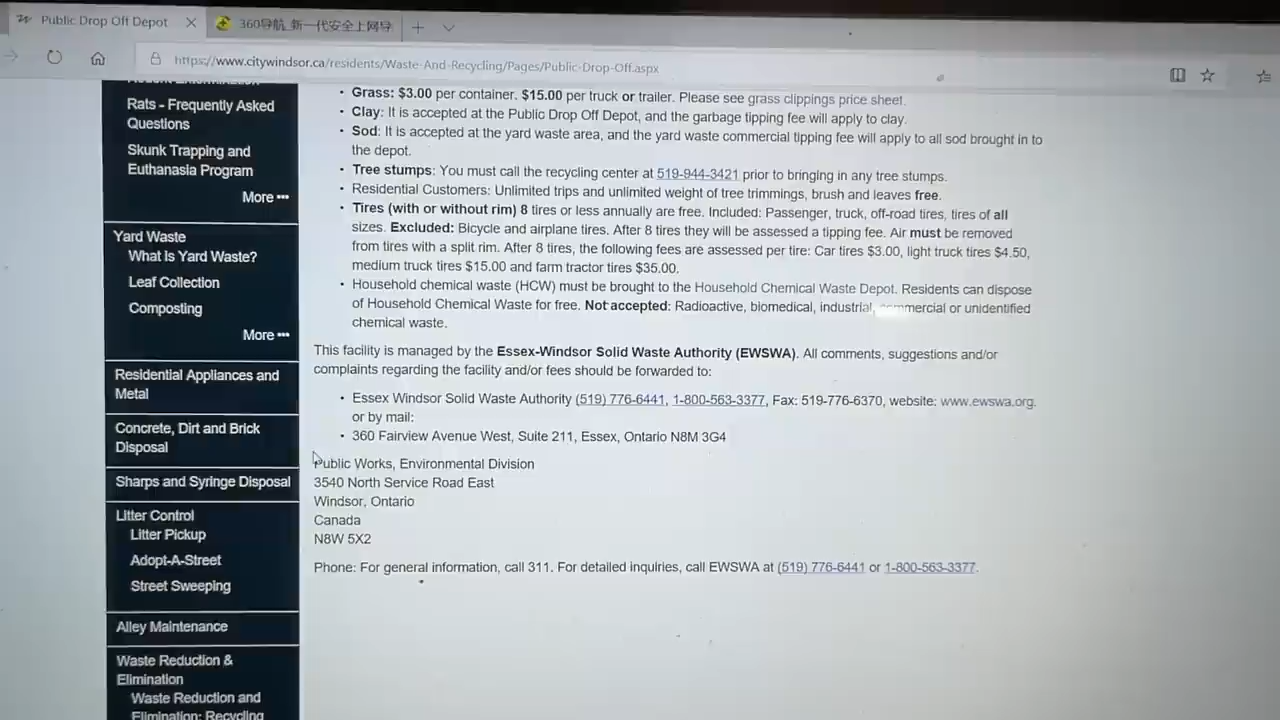 Public Drop Off Depot
360导航_新一代安全上网导
https://www.citywindsor.ca/residents/Waste-And-Recycling/Pages/Public-Drop-Off.aspx
Rats - Frequently Asked
Questions
Skunk Trapping and
Euthanasia Program
More
Yard Waste
What Is Yard Waste?
Leaf Collection
Composting
More
Residential Appliances and
Metal
Concrete, Dirt and Brick
Disposal
Sharps and Syringe Disposal
Litter Control
Litter Pickup
Adopt-A-Street
Street Sweeping
Alley Maintenance
Waste Reduction &
Elimination
Waste Reduction and
Elimination: Recycling
• Grass: $3.00 per container. $15.00 per truck or trailer. Please see grass clippings price sheet.
• Clay: It is accepted at the Public Drop Off Depot, and the garbage tipping fee will apply to clay.
• Sod: It is accepted at the yard waste area, and the yard waste commercial tipping fee will apply to all sod brought in to
the depot.
• Tree stumps: You must call the recycling center at 519-944-3421 prior to bringing in any tree stumps.
• Residential Customers: Unlimited trips and unlimited weight of tree trimmings, brush and leaves free.
• Tires (with or without rim) 8 tires or less annually are free. Included: Passenger, truck, off-road tires, tires of all
sizes. Excluded: Bicycle and airplane tires. After 8 tires they will be assessed a tipping fee. Air must be removed
from tires with a split rim. After 8 tires, the following fees are assessed per tire: Car tires $3.00, light truck tires $4.50,
medium truck tires $15.00 and farm tractor tires $35.00.
• Household chemical waste (HCW) must be brought to the Household Chemical Waste Depot. Residents can dispose
of Household Chemical Waste for free. Not accepted: Radioactive, biomedical, industrial, commercial or unidentified
chemical waste.
This facility is managed by the Essex-Windsor Solid Waste Authority (EWSWA). All comments, suggestions and/or
complaints regarding the facility and/or fees should be forwarded to:
• Essex Windsor Solid Waste Authority (519) 776-6441, 1-800-563-3377, Fax: 519-776-6370, website: www.ewswa.org.
or by mail:
• 360 Fairview Avenue West, Suite 211, Essex, Ontario N8M 3G4
Public Works, Environmental Division
3540 North Service Road East
Windsor, Ontario
Canada
N8W 5X2
Phone: For general information, call 311. For detailed inquiries, call EWSWA at (519) 776-6441 or 1-800-563-3377.